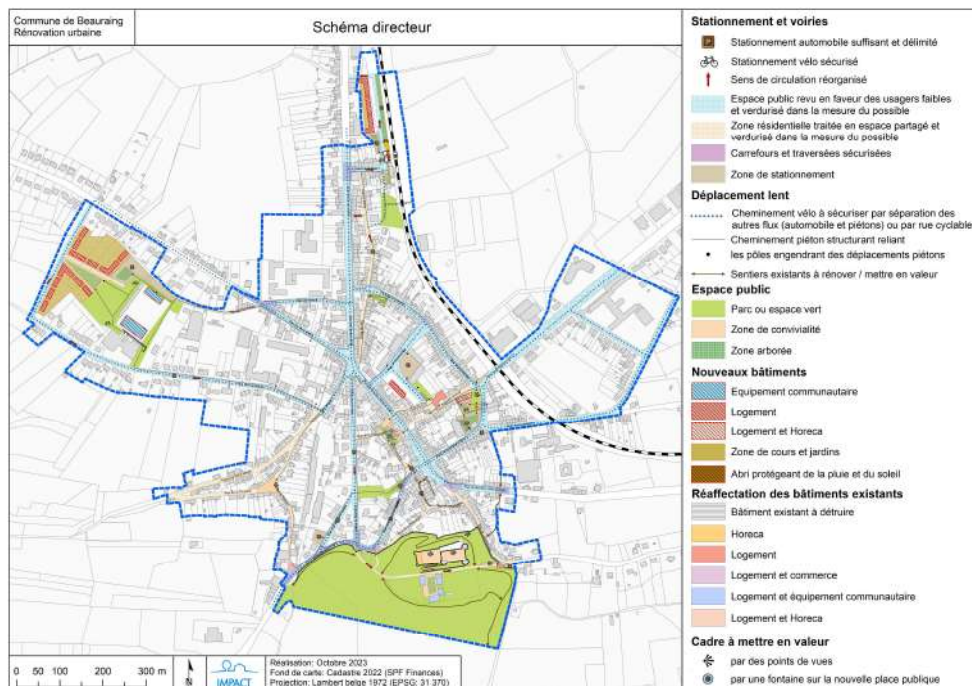 Commune de Beauraing
Rénovation urbaine
Schéma directeur
Stationnement et voiries
Stationnement automobile suffisant et délimité
Stationnement vélo sécurisé
Sens de circulation réorganisé
Espace public revu en faveur des usagers faibles
et verdurisé dans la mesure du possible
Zone résidentielle traitée en espace partagé et
verdurisé dans la mesure du possible
Carrefours et traversées sécurisées
Zone de stationnement
Déplacement lent
Cheminement vélo à sécuriser par séparation des
autres flux (automobile et piétons) ou par rue cyclable
Cheminement piéton structurant reliant
les pôles engendrant des déplacements piétons
Sentiers existants à rénover / mettre en valeur
Espace public
Parc ou espace vert
Zone de convivialité
Zone arborée
Nouveaux bâtiments
Equipement communautaire
Logement
Logement et Horeca
Zone de cours et jardins
Abri protégeant de la pluie et du soleil
Réaffectation des bâtiments existants
Bâtiment existant à détruire
Horeca
Logement
Logement et commerce
Logement et équipement communautaire
Logement et Horeca
Cadre à mettre en valeur
par des points de vues
par une fontaine sur la nouvelle place publique
0 50 100 200 300 m
N
IMPACT
Réalisation: Octobre 2023
Fond de carte: Cadastre 2022 (SPF Finances)
Projection: Lambert belge 1972 (EPSG: 31 370)